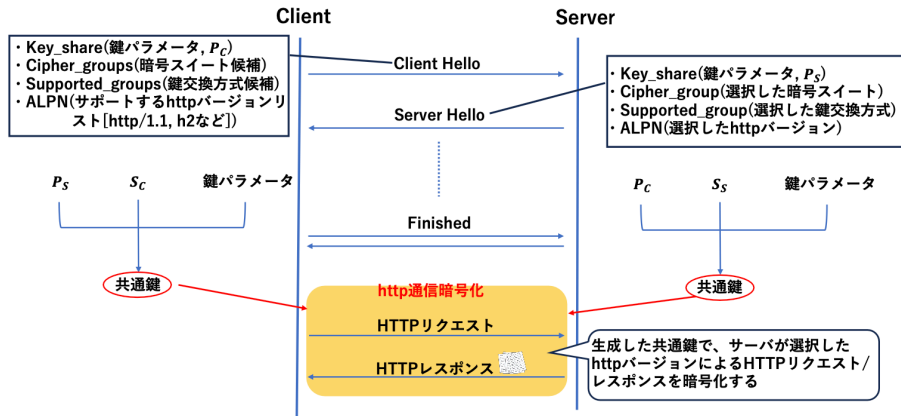 Client
Server
・Key_share(鍵パラメータ, P_C)
・Cipher_groups(暗号スイート候補)
・Supported_groups(鍵交換方式候補)
・ALPN(サポートするhttpバージョンリ
スト[http/1.1, h2など])
Client Hello
・Key_share(鍵パラメータ, P_S)
・Cipher_group(選択した暗号スイート)
・Supported_group(選択した鍵交換方式)
・ALPN(選択したhttpバージョン)
Server Hello
P_S S_C 鍵パラメータ
P_C S_S 鍵パラメータ
Finished
共通鍵
共通鍵
http通信暗号化
HTTPリクエスト
HTTPレスポンス
生成した共通鍵で、サーバが選択した
httpバージョンによるHTTPリクエスト/
レスポンスを暗号化する